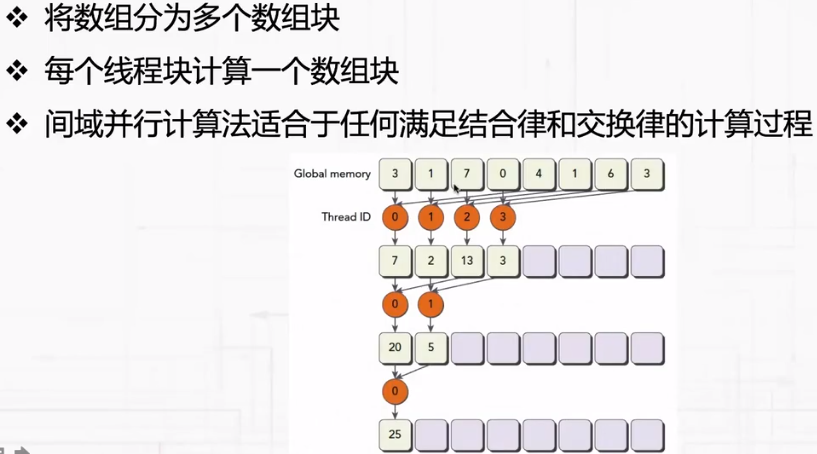 将数组分为多个数组块
每个线程块计算一个数组块
间域并行计算法适合于任何满足结合律和交换律的计算过程
Global memory 3 1 7 0 4 1 6 3
Thread ID 0 1 2 3
7 2 13 3
0 1
20 5
0
25